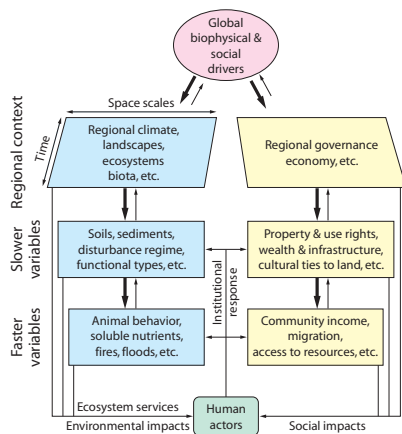 Global
biophysical &
social
drivers
Space scales
Time
Regional context
Regional climate,
landscapes,
ecosystems
biota, etc.
Regional governance
economy, etc.
Slower
variables
Soils, sediments,
disturbance regime,
functional types, etc.
Property & use rights,
wealth & infrastructure,
cultural ties to land, etc.
Institutional
response
Faster
variables
Animal behavior,
soluble nutrients,
fires, floods, etc.
Community income,
migration,
access to resources, etc.
Ecosystem services
Environmental impacts
Human
actors
Social impacts